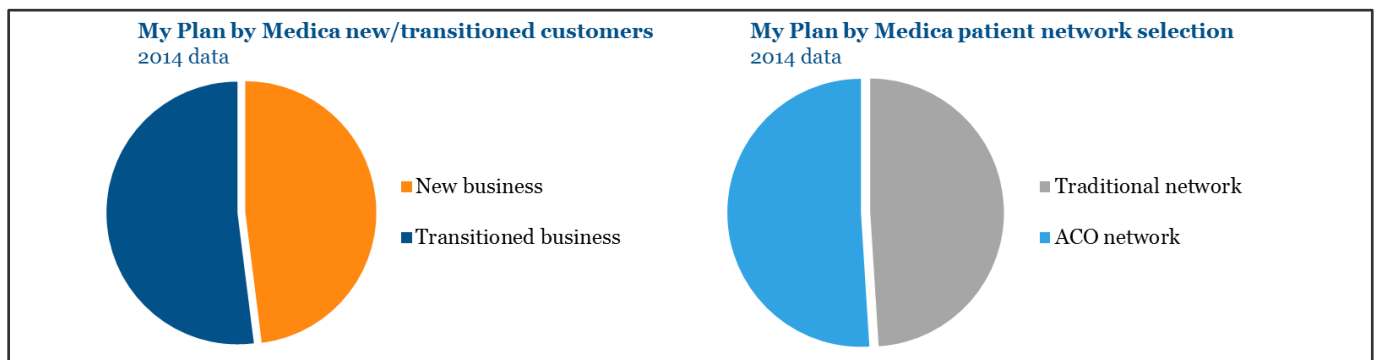 My Plan by Medica new/transitioned customers
2014 data
New business
Transitioned business
My Plan by Medica patient network selection
2014 data
Traditional network
ACO network